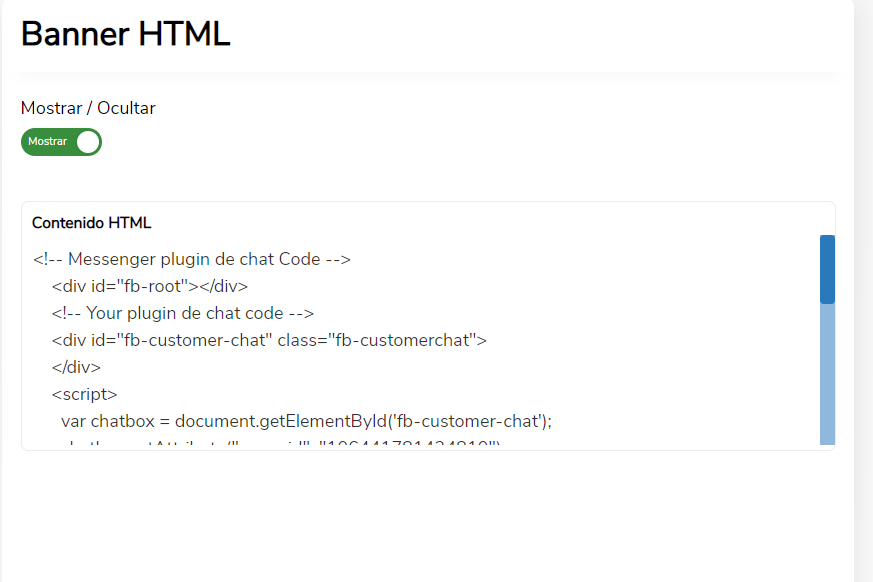 Banner HTML
Mostrar / Ocultar
Mostrar
Contenido HTML
<!-- Messenger plugin de chat Code -->
<div id="fb-root"></div>
<!-- Your plugin de chat code -->
<div id="fb-customer-chat" class="fb-customerchat">
</div>
<script>
var chatbox = document.getElementById('fb-customer-chat');